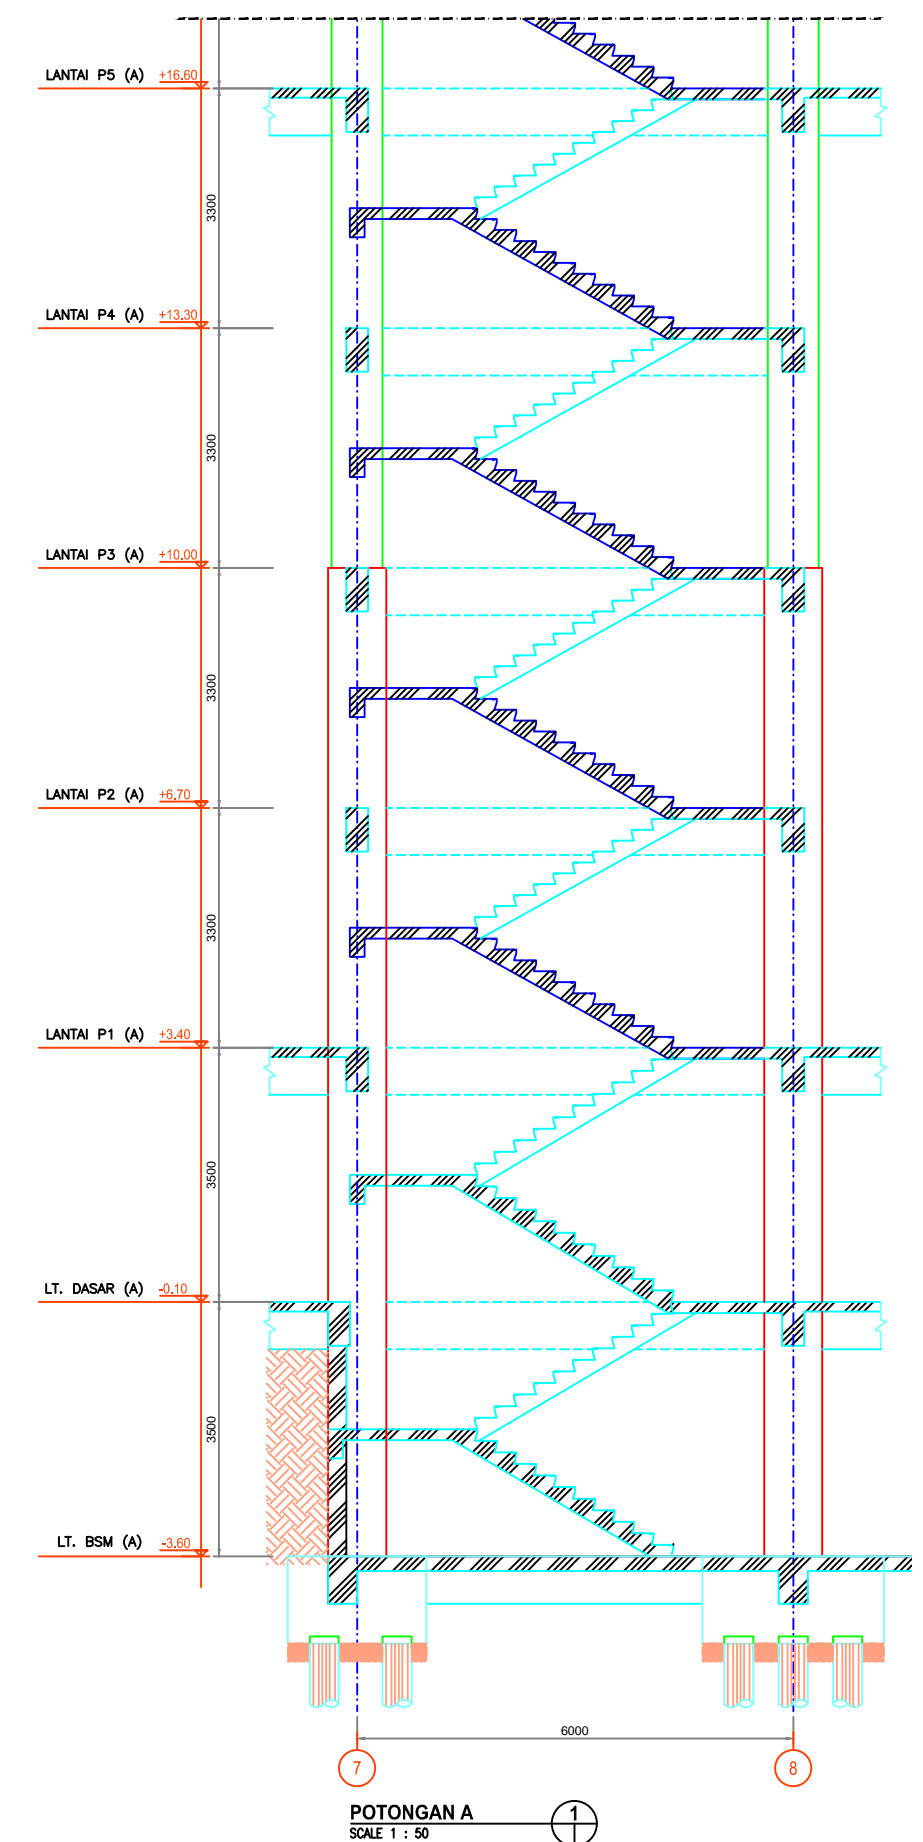 LANTAI P5 (A) +16.60
3300
LANTAI P4 (A) +13.30
3300
LANTAI P3 (A) +10.00
3300
LANTAI P2 (A) +6.70
3300
LANTAI P1 (A) +3.40
3500
LT. DASAR (A) -0.10
3500
LT. BSM (A) -3.60
6000
7 8
POTONGAN A 1
SCALE 1 : 50